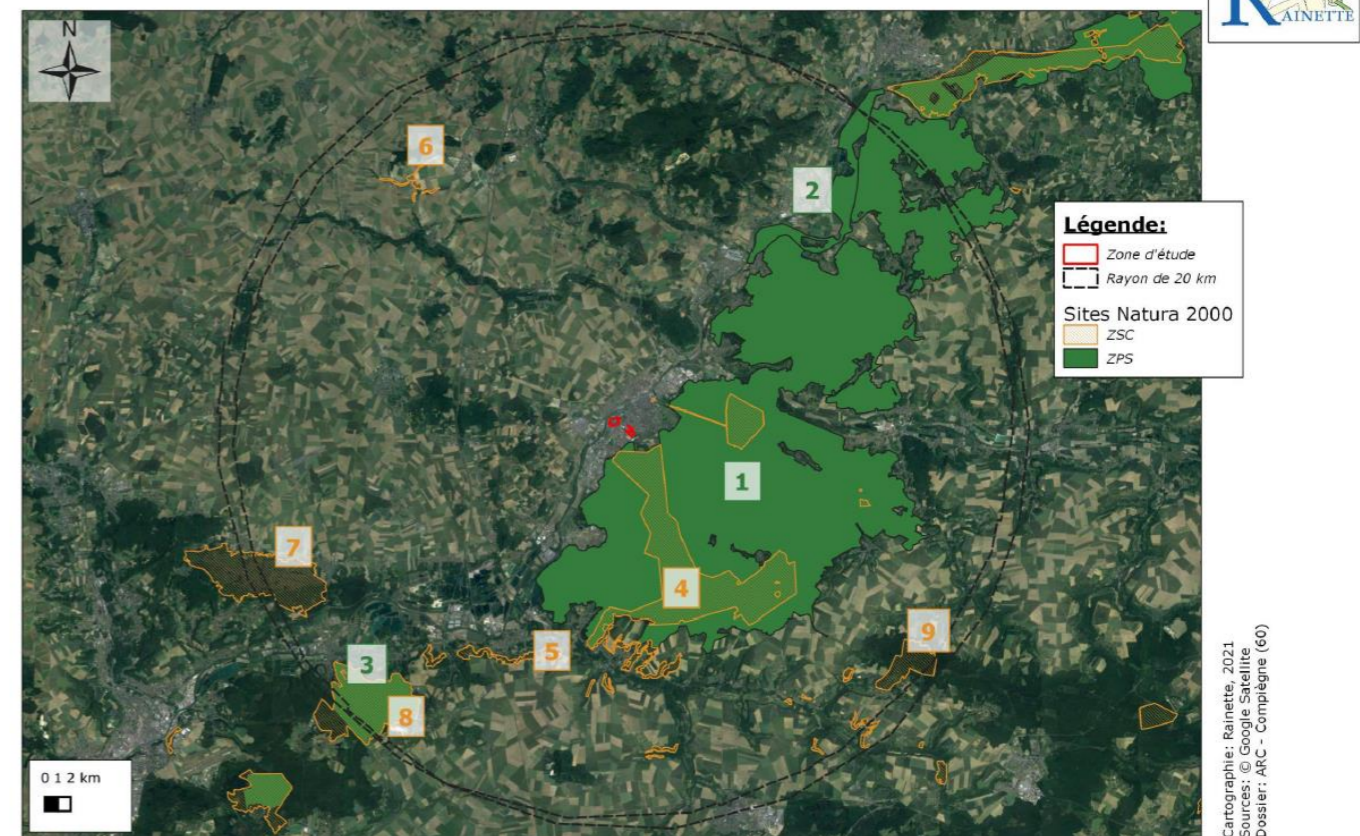 RAINETTE
N
6
2
Légende:
Zone d'étude
Rayon de 20 km
Sites Natura 2000
ZSC
ZPS
1
7
4
9
5
3
8
0 1 2 km
Cartographie: Rainette, 2021
Sources: © Google Satellite
Dossier: ARC - Compiègne (60)